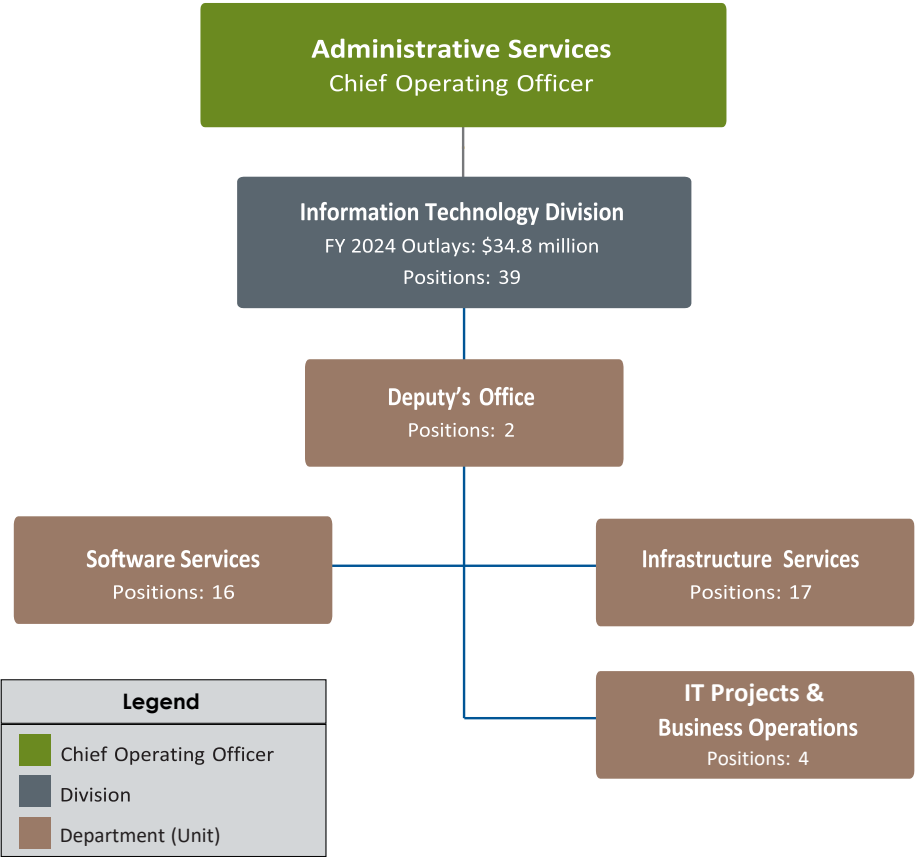 Administrative Services
Chief Operating Officer
Information Technology Division
FY 2024 Outlays: $34.8 million
Positions: 39
Deputy’s Office
Positions: 2
Software Services
Positions: 16
Infrastructure Services
Positions: 17
IT Projects &
Business Operations
Positions: 4
Legend
Chief Operating Officer
Division
Department (Unit)